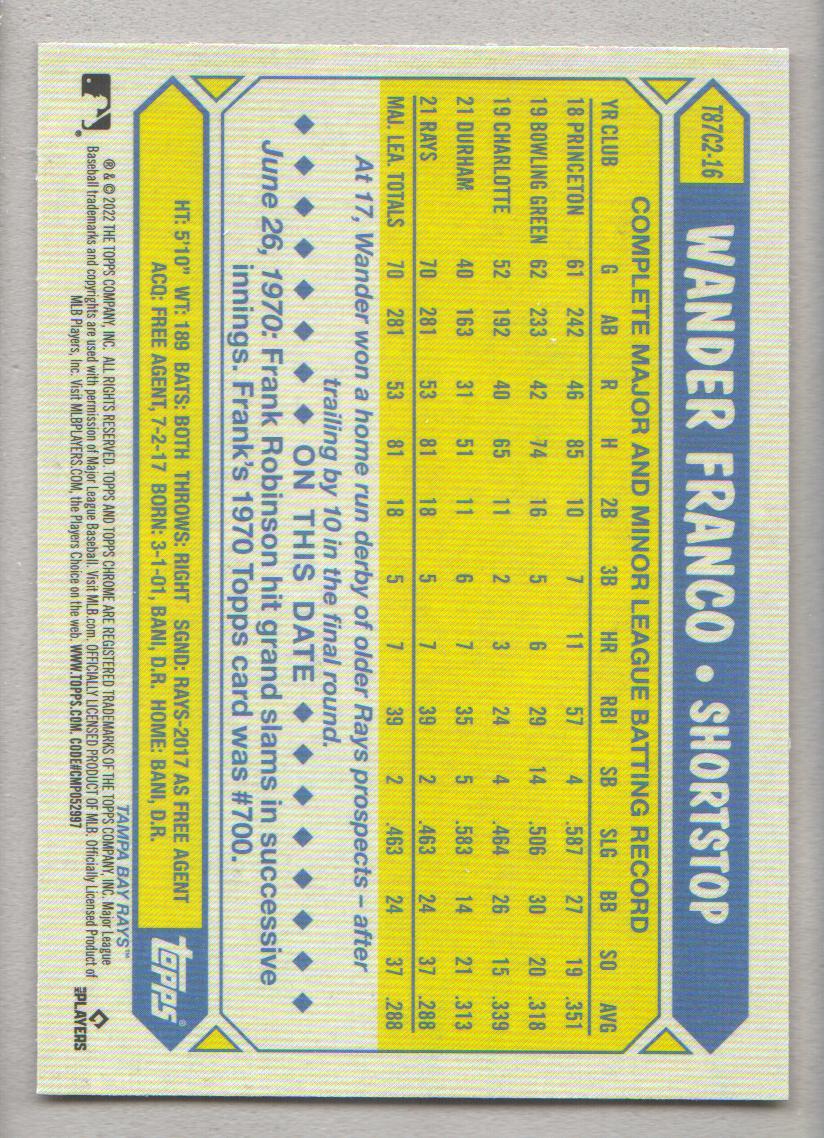 T87C2-16
WANDER FRANCO • SHORTSTOP
COMPLETE MAJOR AND MINOR LEAGUE BATTING RECORD
YR CLUB G AB R H 2B 3B HR RBI SB SLG BB SO AVG
18 PRINCETON 61 242 46 85 10 7 11 57 4 .587 27 19 .351
19 BOWLING GREEN 62 233 42 74 16 5 6 29 14 .506 30 20 .318
19 CHARLOTTE 52 192 40 65 11 2 3 24 4 .464 26 15 .339
21 DURHAM 40 163 31 51 11 6 7 35 5 .583 14 21 .313
21 RAYS 70 281 53 81 18 5 7 39 2 .463 24 37 .288
MAJ. LEA. TOTALS 70 281 53 81 18 5 7 39 2 .463 24 37 .288
At 17, Wander won a home run derby of older Rays prospects – after
trailing by 10 in the final round.
ON THIS DATE
June 26, 1970: Frank Robinson hit grand slams in successive
innings. Frank's 1970 Topps card was #700.
HT: 5'10" WT: 189 BATS: BOTH THROWS: RIGHT SGND: RAYS-2017 AS FREE AGENT
ACQ: FREE AGENT, 7-2-17 BORN: 3-1-01, BANI, D.R. HOME: BANI, D.R.
topps®
TAMPA BAY RAYS™
® & © 2022 THE TOPPS COMPANY, INC. ALL RIGHTS RESERVED. TOPPS AND TOPPS CHROME ARE REGISTERED TRADEMARKS OF THE TOPPS COMPANY, INC. Major League
Baseball trademarks and copyrights are used with permission of Major League Baseball. Visit MLB.com. OFFICIALLY LICENSED PRODUCT OF MLB. Officially Licensed Product of
MLB Players, Inc. Visit MLBPLAYERS.COM, the Players Choice on the web. WWW.TOPPS.COM. CODE#CMP052997
MLB PLAYERS